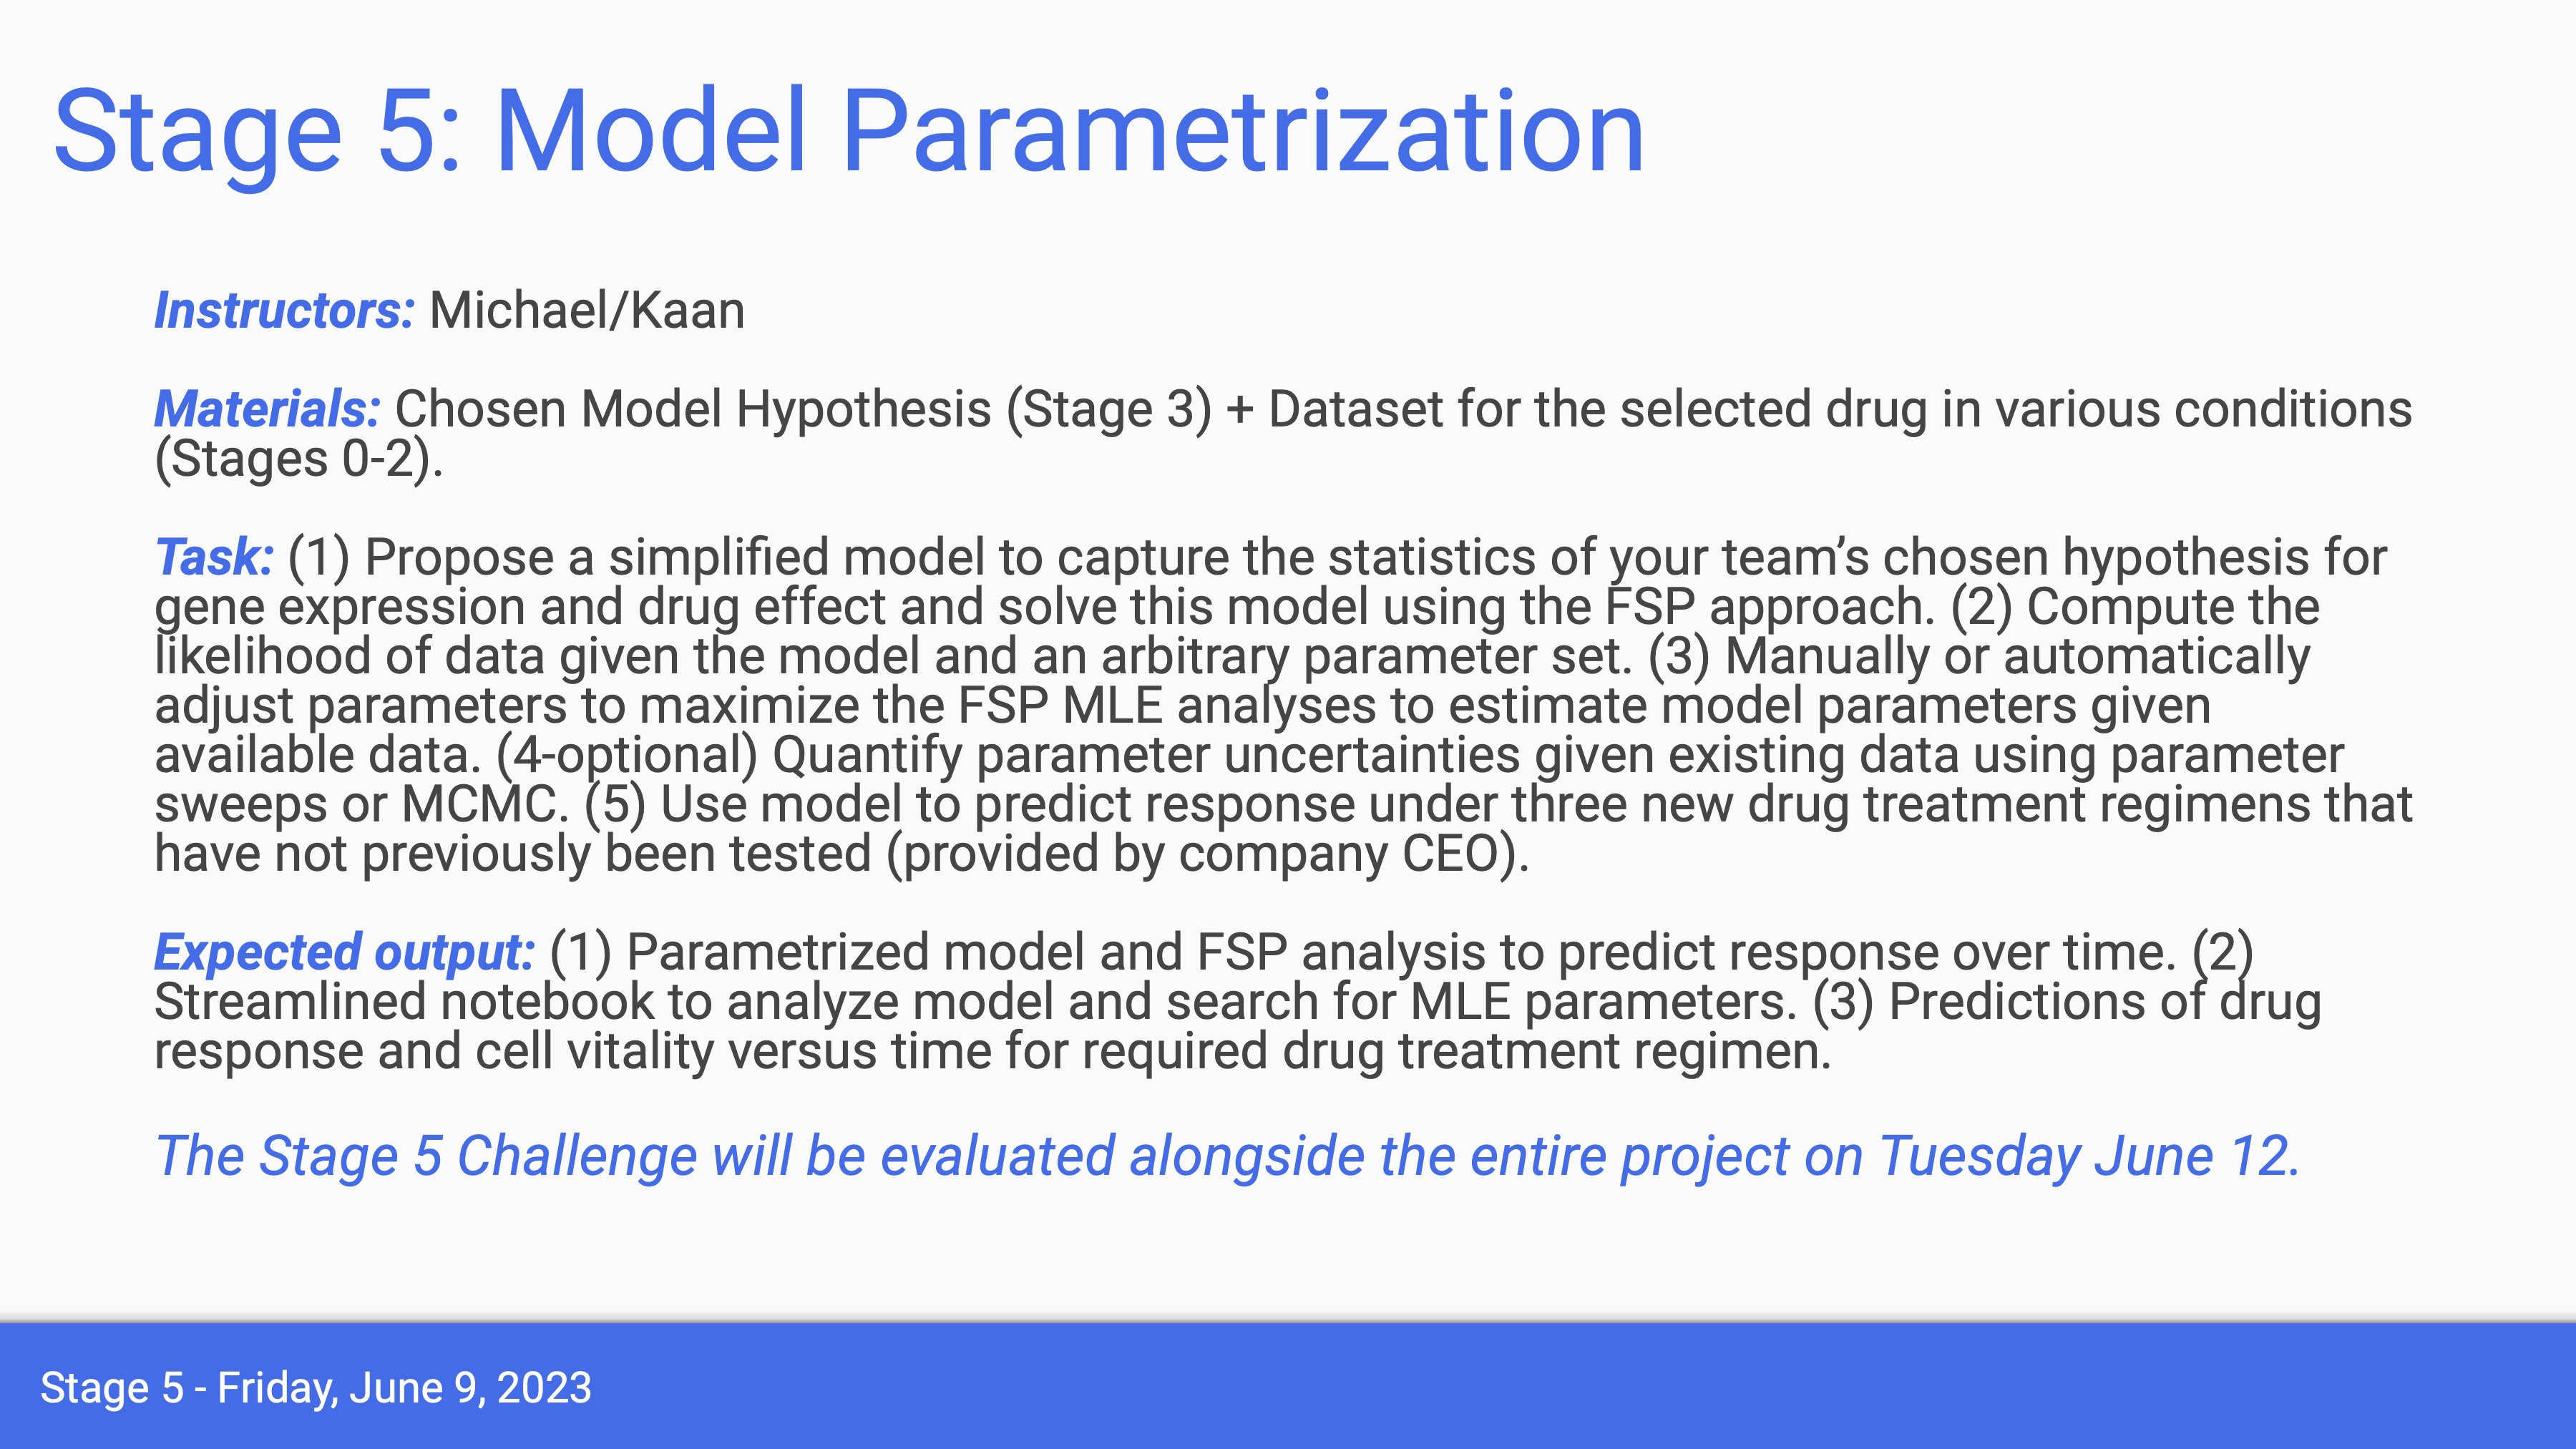 Stage 5: Model Parametrization
Instructors: Michael/Kaan
Materials: Chosen Model Hypothesis (Stage 3) + Dataset for the selected drug in various conditions
(Stages 0-2).
Task: (1) Propose a simplified model to capture the statistics of your team’s chosen hypothesis for
gene expression and drug effect and solve this model using the FSP approach. (2) Compute the
likelihood of data given the model and an arbitrary parameter set. (3) Manually or automatically
adjust parameters to maximize the FSP MLE analyses to estimate model parameters given
available data. (4-optional) Quantify parameter uncertainties given existing data using parameter
sweeps or MCMC. (5) Use model to predict response under three new drug treatment regimens that
have not previously been tested (provided by company CEO).
Expected output: (1) Parametrized model and FSP analysis to predict response over time. (2)
Streamlined notebook to analyze model and search for MLE parameters. (3) Predictions of drug
response and cell vitality versus time for required drug treatment regimen.
The Stage 5 Challenge will be evaluated alongside the entire project on Tuesday June 12.
Stage 5 - Friday, June 9, 2023